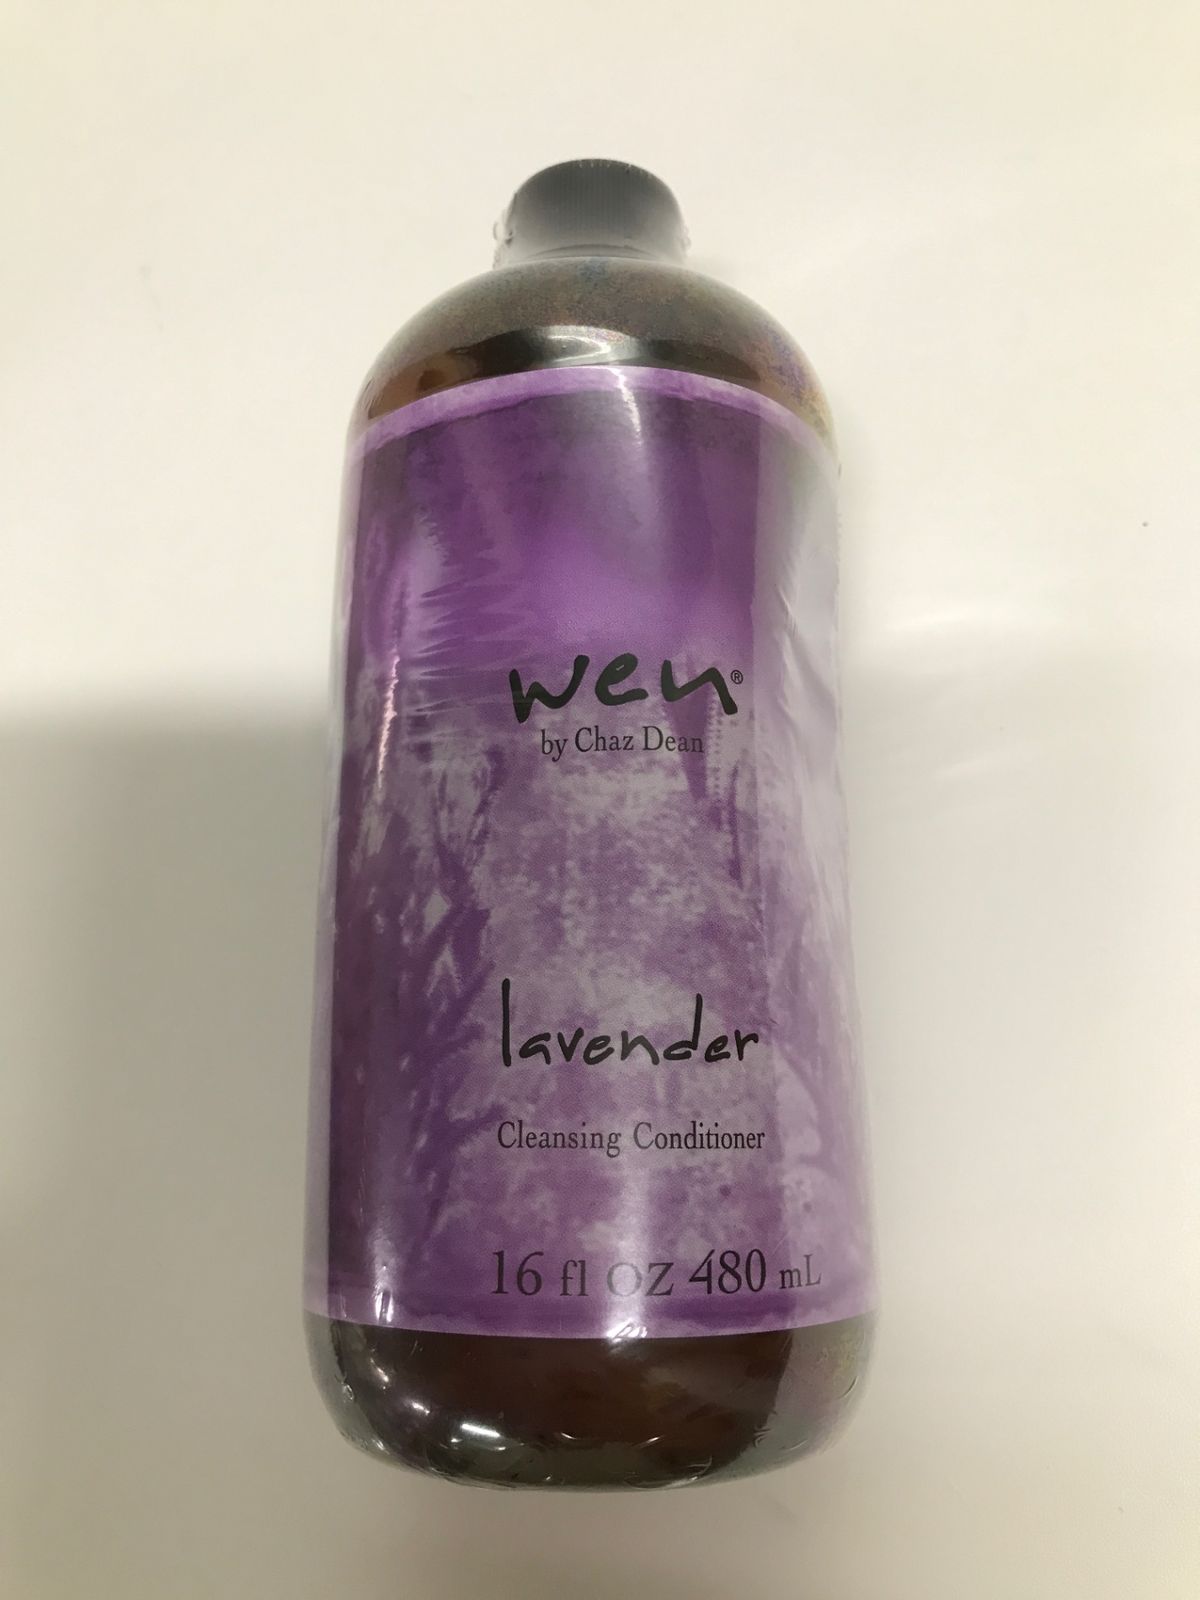 wen®
by Chaz Dean
lavender
Cleansing Conditioner
16 fl oz 480 mL